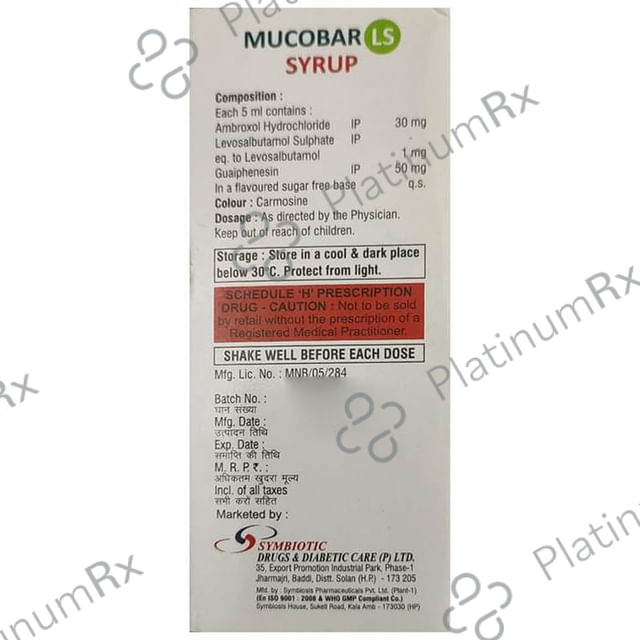 MUCOBAR LS
SYRUP
Composition :
Each 5 ml contains :
Ambroxol Hydrochloride IP 30 mg
Levosalbutamol Sulphate IP
eq. to Levosalbutamol 1 mg
Guaiphenesin IP 50 mg
In a flavoured sugar free base q.s.
Colour : Carmosine
Dosage : As directed by the Physician.
Keep out of reach of children.
Storage : Store in a cool & dark place
below 30°C. Protect from light.
SCHEDULE 'H' PRESCRIPTION
DRUG - CAUTION : Not to be sold
by retail without the prescription of a
Registered Medical Practitioner.
SHAKE WELL BEFORE EACH DOSE
Mfg. Lic. No. : MNB/05/284
Batch No. :
घान संख्या
Mfg. Date :
उत्पादन तिथि
Exp. Date :
समाप्ति की तिथि
M. R. P. ₹. :
अधिकतम खुदरा मूल्य
Incl. of all taxes
सभी करों सहित
Marketed by :
SYMBIOTIC
DRUGS & DIABETIC CARE (P) LTD.
35, Export Promotion Industrial Park, Phase-1
Jharmajri, Baddi, Distt. Solan (H.P.) - 173 205
Mfd. by : Symbiosis Pharmaceuticals Pvt. Ltd. (Plant-1)
(En ISO 9001 : 2008 & WHO GMP Compliant Co.)
Symbiosis House, Suketi Road, Kala Amb - 173030 (HP)
PlatinumRx
PlatinumRx
PlatinumRx
PlatinumRx
Rx
tinumRx